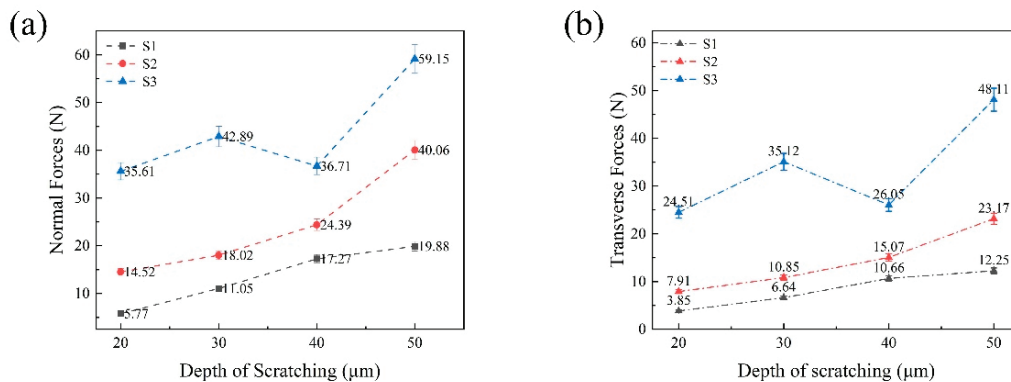 (a)
S1
S2
S3
60
50
40
30
20
10
Normal Forces (N)
35.61
42.89
36.71
59.15
14.52
18.02
24.39
40.06
5.77
11.05
17.27
19.88
20 30 40 50
Depth of Scratching (μm)
(b)
S1
S2
S3
60
50
40
30
20
10
0
Transverse Forces (N)
24.51
35.12
26.05
48.11
7.91
10.85
15.07
23.17
3.85
6.64
10.66
12.25
20 30 40 50
Depth of scratching (μm)